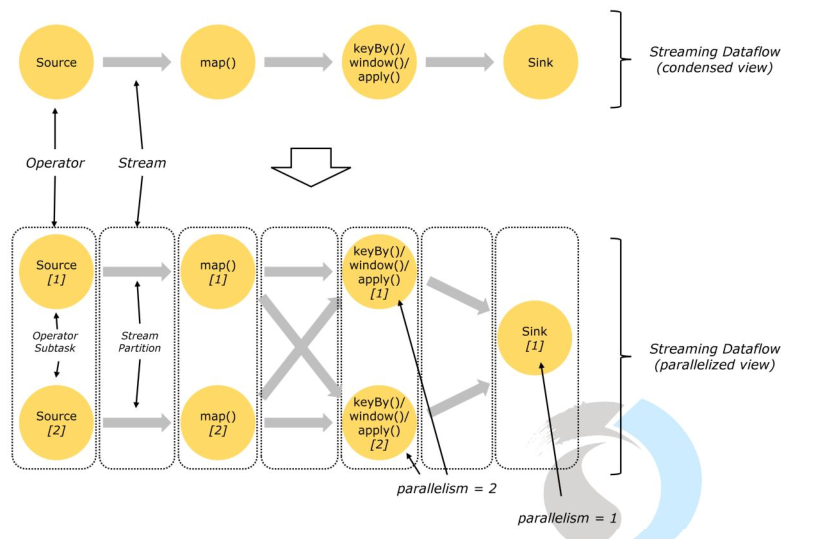 Source
map()
keyBy()/
window()/
apply()
Sink
Streaming Dataflow
(condensed view)
Operator
Stream
Source
[1]
map()
[1]
keyBy()/
window()/
apply()
[1]
Operator
Subtask
Stream
Partition
Sink
[1]
Streaming Dataflow
(parallelized view)
Source
[2]
map()
[2]
keyBy()/
window()/
apply()
[2]
parallelism = 2
parallelism = 1